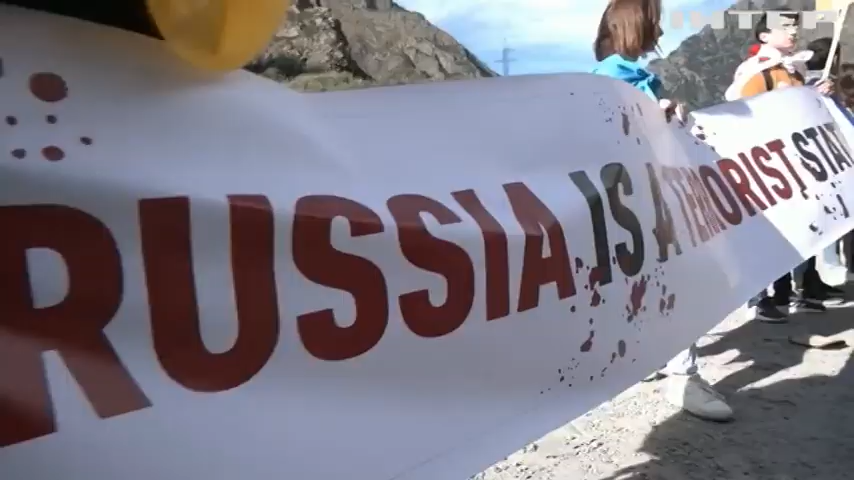 ІНТЕР
RUSSIA IS A TERRORIST STATE